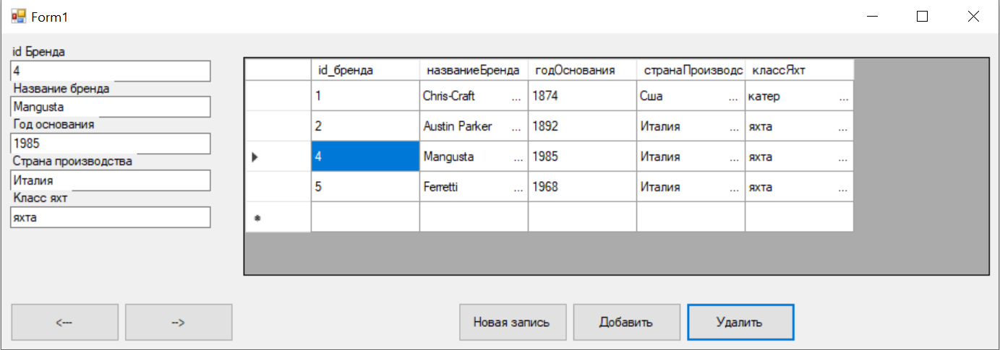 Form1
id Бренда
4
Название бренда
Mangusta
Год основания
1985
Страна производства
Италия
Класс яхт
яхта
id_бренда названиеБренда годОснования странаПроизводс классЯхт
1 Chris-Craft ... 1874 Сша ... катер ...
2 Austin Parker ... 1892 Италия ... яхта ...
4 Mangusta ... 1985 Италия ... яхта ...
5 Ferretti ... 1968 Италия ... яхта ...
<--- --> Новая запись Добавить Удалить